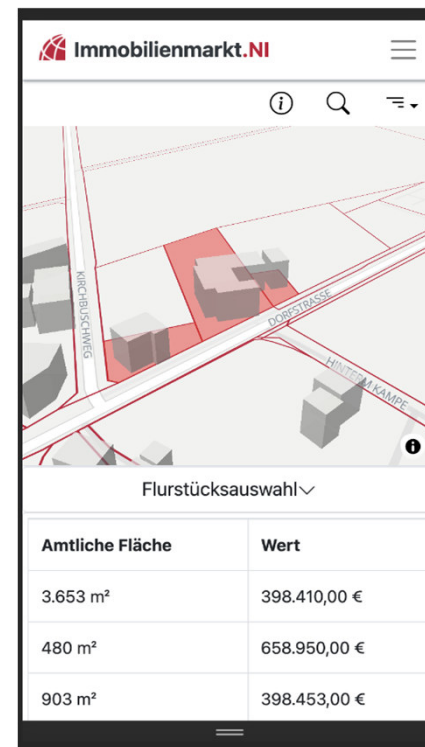 Immobilienmarkt.NI
KIRCHBUSCHWEG
DORFSTRASSE
HINTERM KAMPE
Flurstücksauswahl
Amtliche Fläche Wert
3.653 m² 398.410,00 €
480 m² 658.950,00 €
903 m² 398.453,00 €